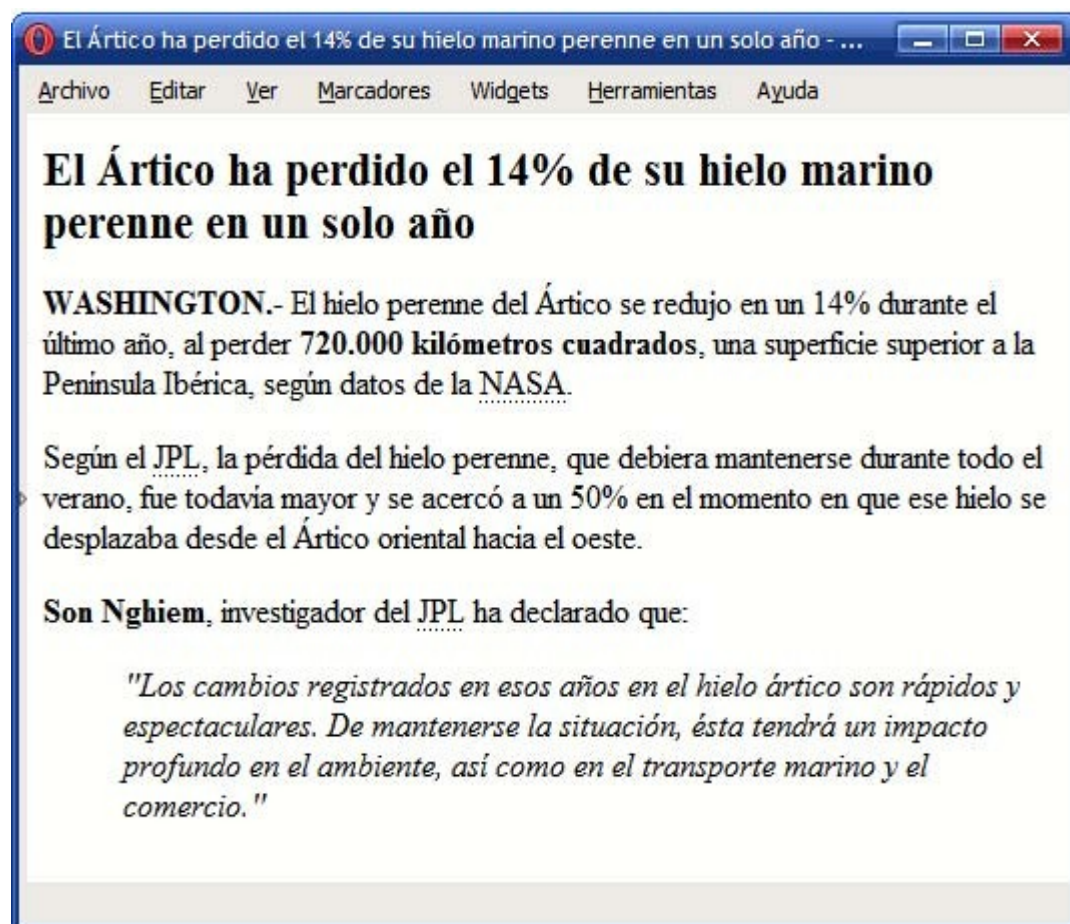 El Ártico ha perdido el 14% de su hielo marino perenne en un solo año - ...
Archivo Editar Ver Marcadores Widgets Herramientas Ayuda
El Ártico ha perdido el 14% de su hielo marino
perenne en un solo año
WASHINGTON.- El hielo perenne del Ártico se redujo en un 14% durante el
último año, al perder 720.000 kilómetros cuadrados, una superficie superior a la
Península Ibérica, según datos de la NASA.
Según el JPL, la pérdida del hielo perenne, que debiera mantenerse durante todo el
verano, fue todavía mayor y se acercó a un 50% en el momento en que ese hielo se
desplazaba desde el Ártico oriental hacia el oeste.
Son Nghiem, investigador del JPL ha declarado que:
"Los cambios registrados en esos años en el hielo ártico son rápidos y
espectaculares. De mantenerse la situación, ésta tendrá un impacto
profundo en el ambiente, así como en el transporte marino y el
comercio."